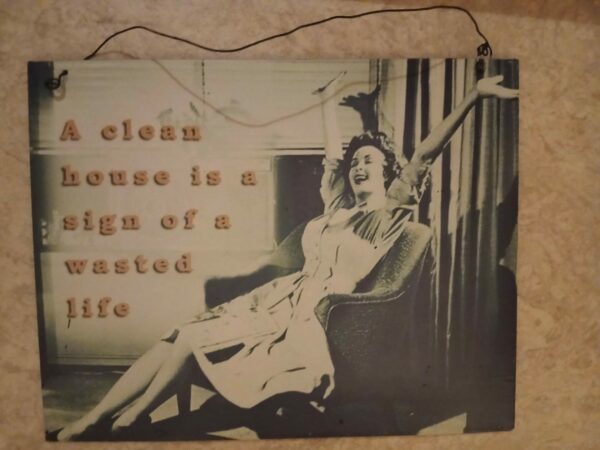 A clean
house is a
sign of a
wasted
life